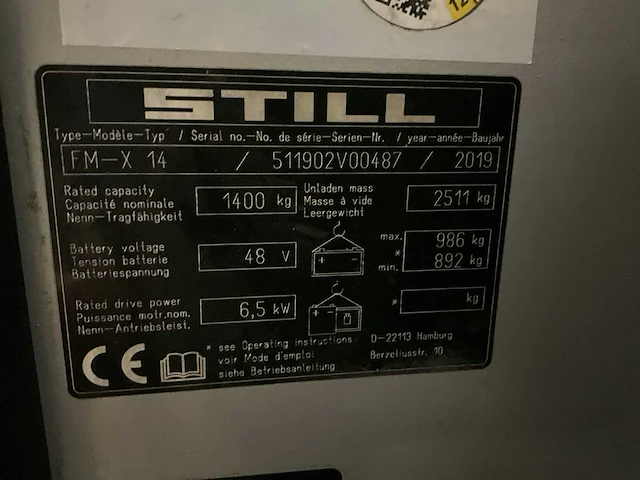 12
STILL
Type-Modèle-Typ / Serial no.-No. de série-Serien-Nr. / year-année-Baujahr
FM-X 14 / 511902V00487 / 2019
Rated capacity
Capacité nominale
Nenn-Tragfähigkeit
1400 kg
Unladen mass
Masse à vide
Leergewicht
2511 kg
Battery voltage
Tension batterie
Batteriespannung
48 V
max. 986 kg
*
min. 892 kg
Rated drive power
Puissance motr.nom.
Nenn-Antriebsleist.
6,5 kW
* kg
CE
* see Operating instructions
voir Mode d'emploi
siehe Betriebsanleitung
D-22113 Hamburg
Berzeliusstr. 10